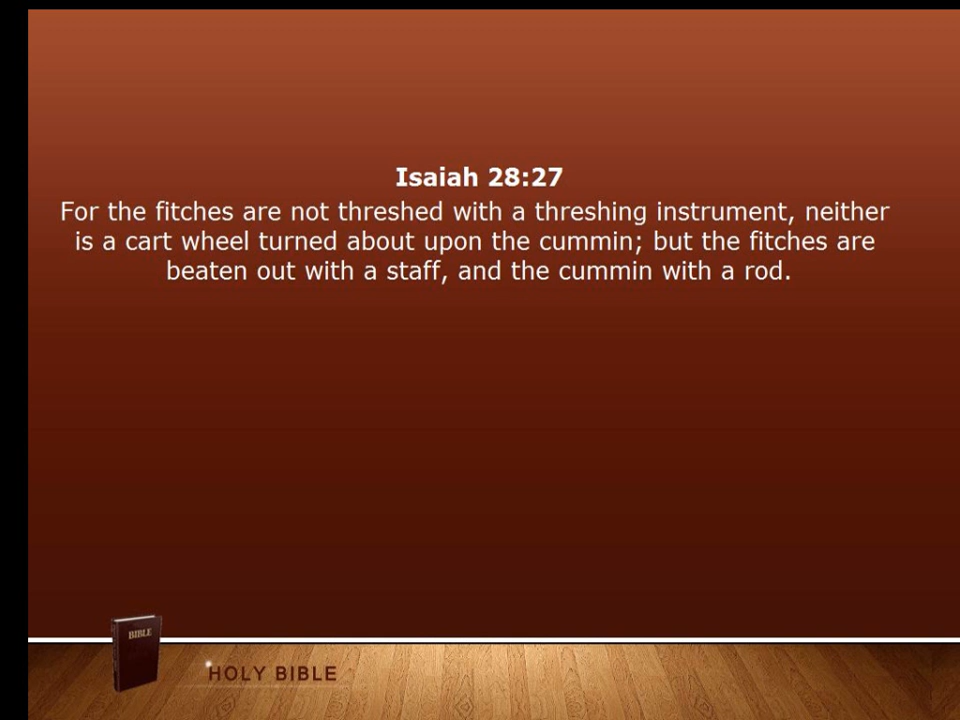 Isaiah 28:27
For the fitches are not threshed with a threshing instrument, neither
is a cart wheel turned about upon the cummin; but the fitches are
beaten out with a staff, and the cummin with a rod.
BIBLE
HOLY BIBLE